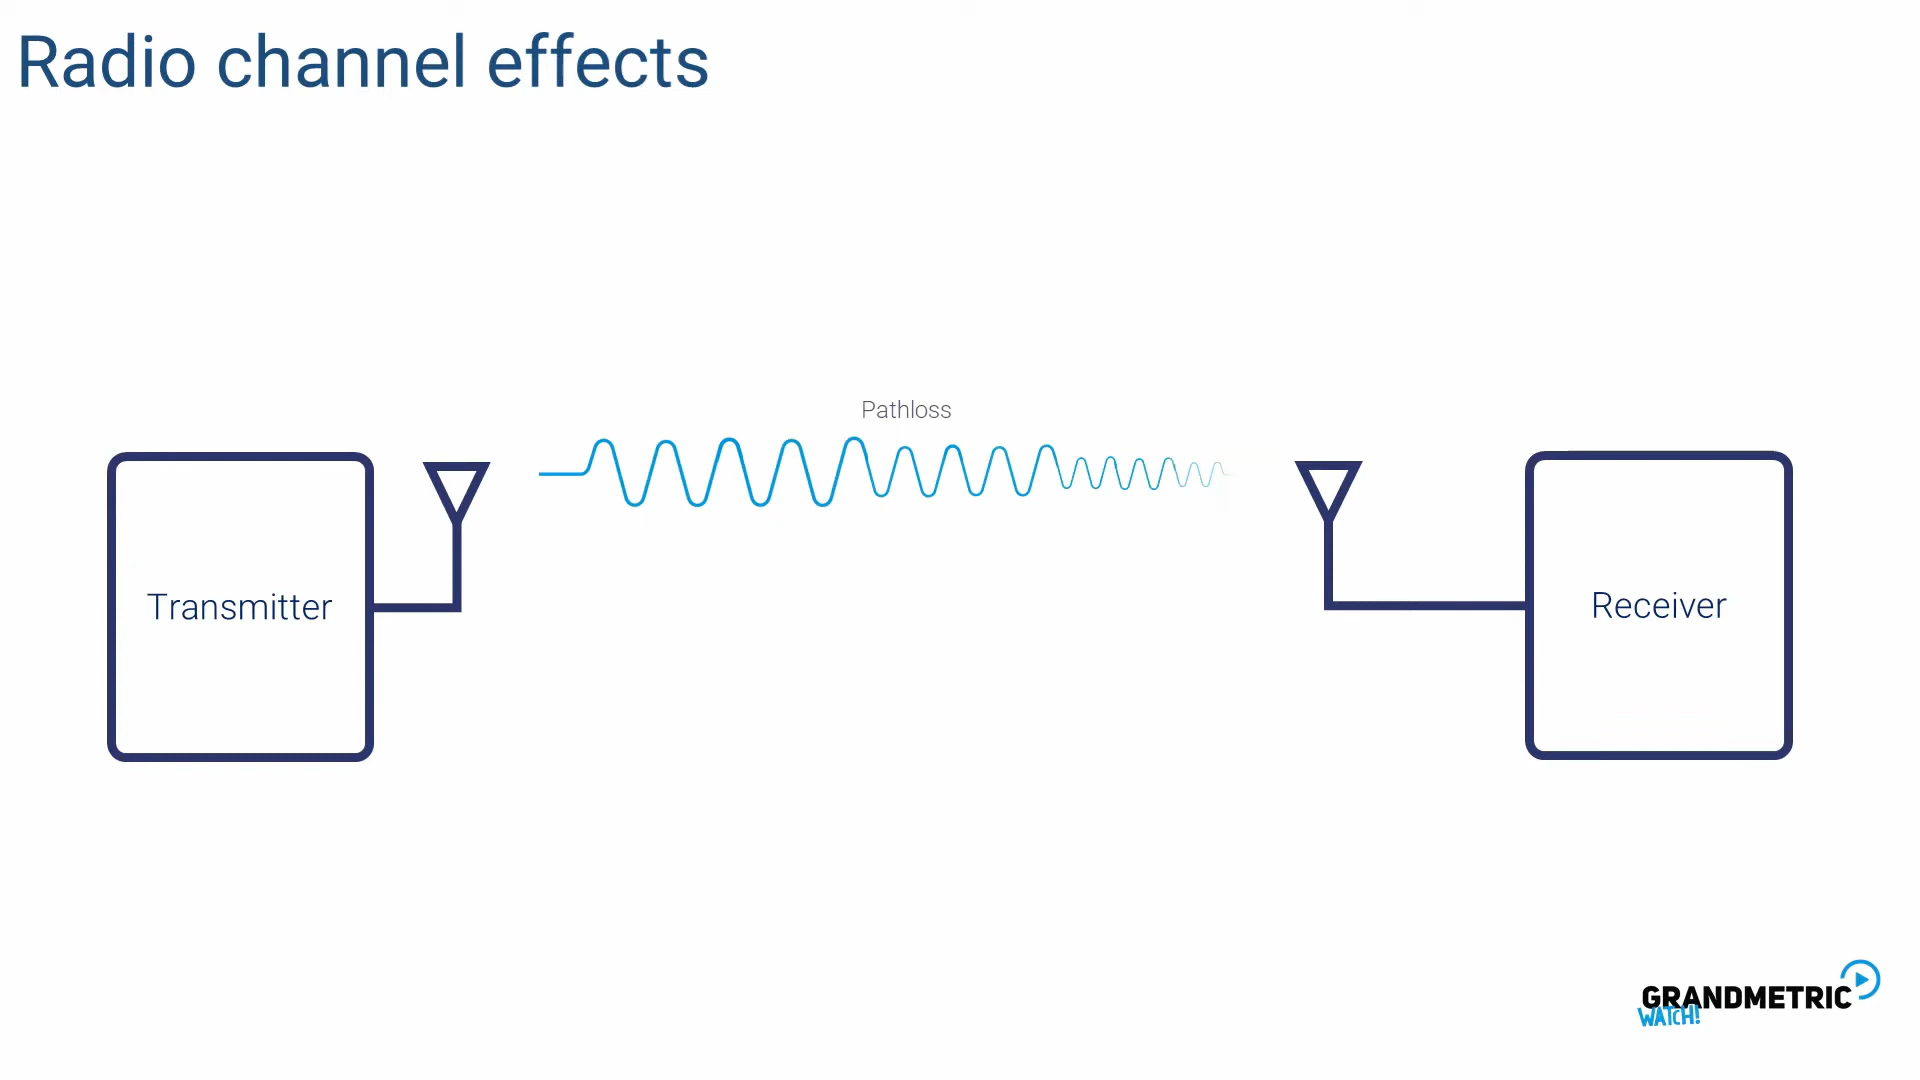 Radio channel effects
Pathloss
Transmitter
Receiver
GRANDMETRIC
WATCH!